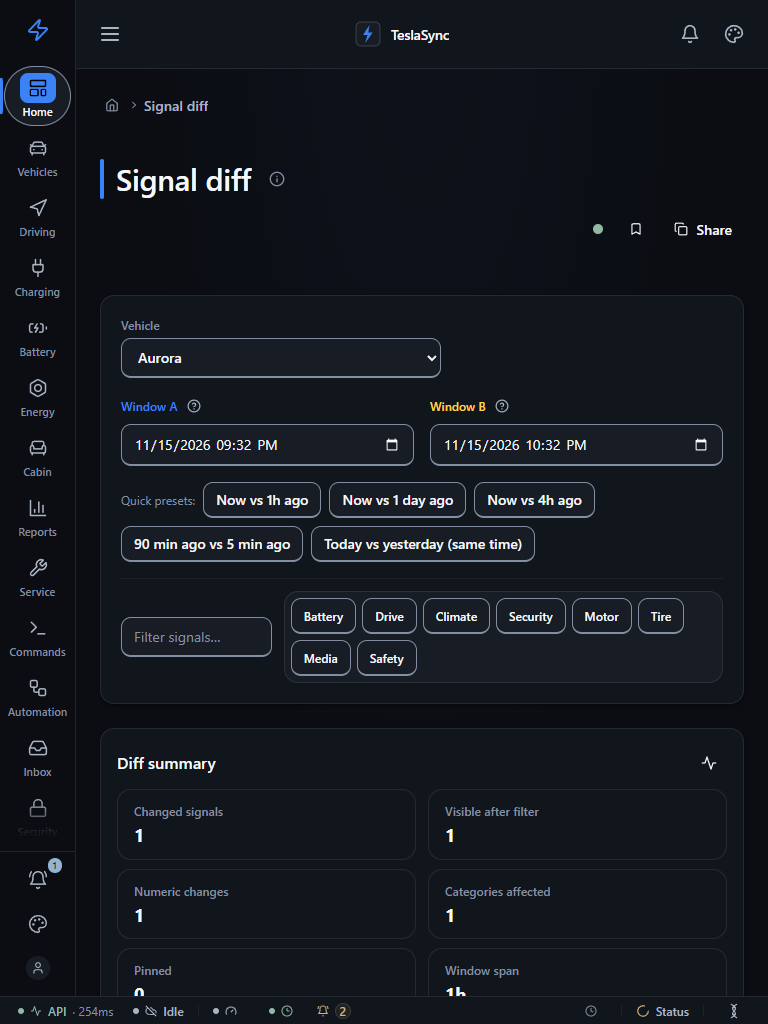 TeslaSync
Home
Vehicles
Driving
Charging
Battery
Energy
Cabin
Reports
Service
Commands
Automation
Inbox
Security
1
Signal diff
Signal diff
Share
Vehicle
Aurora
Window A
Window B
11/15/2026 09:32 PM
11/15/2026 10:32 PM
Quick presets:
Now vs 1h ago
Now vs 1 day ago
Now vs 4h ago
90 min ago vs 5 min ago
Today vs yesterday (same time)
Filter signals...
Battery
Drive
Climate
Security
Motor
Tire
Media
Safety
Diff summary
Changed signals
1
Visible after filter
1
Numeric changes
1
Categories affected
1
Pinned
0
Window span
1h
API · 254ms
Idle
2
Status